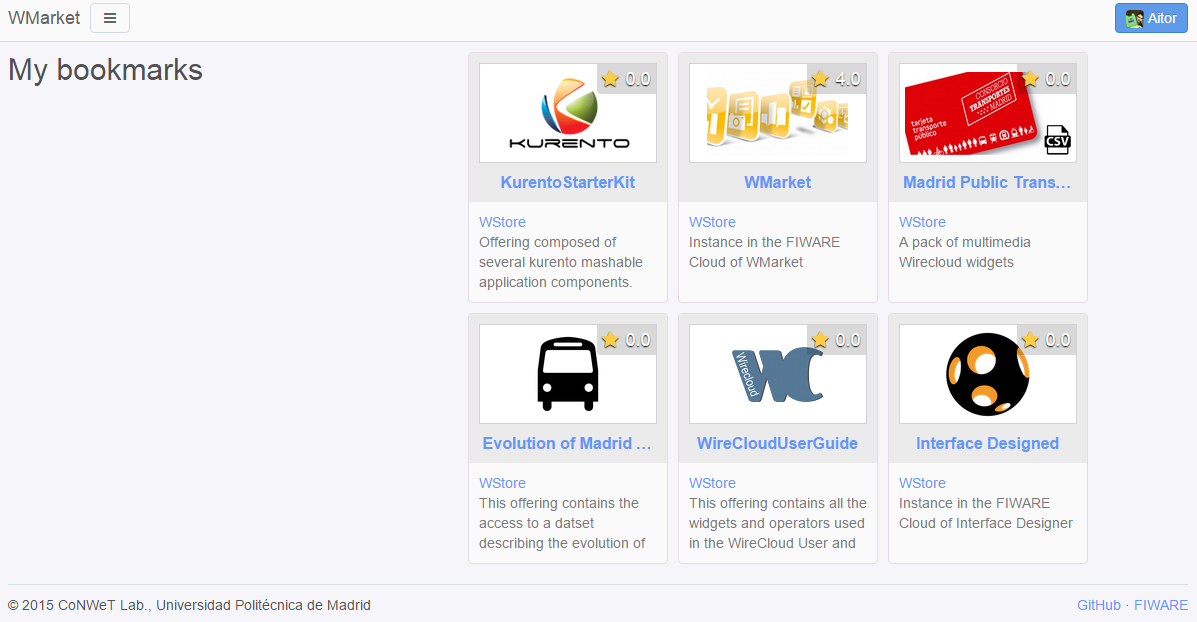 WMarket
Aitor
My bookmarks
0.0
KURENTO
KurentoStarterKit
WStore
Offering composed of
several kurento mashable
application components.
4.0
WMarket
WStore
Instance in the FIWARE
Cloud of WMarket
0.0
CONSORCIO
TRANSPORTES
MADRID
tarjeta
transporte
público
CSV
Madrid Public Trans...
WStore
A pack of multimedia
Wirecloud widgets
0.0
Evolution of Madrid ...
WStore
This offering contains the
access to a datset
describing the evolution of
0.0
Wirecloud
WC
WireCloudUserGuide
WStore
This offering contains all the
widgets and operators used
in the WireCloud User and
0.0
Interface Designed
WStore
Instance in the FIWARE
Cloud of Interface Designer
© 2015 CoNWeT Lab., Universidad Politécnica de Madrid
GitHub · FIWARE